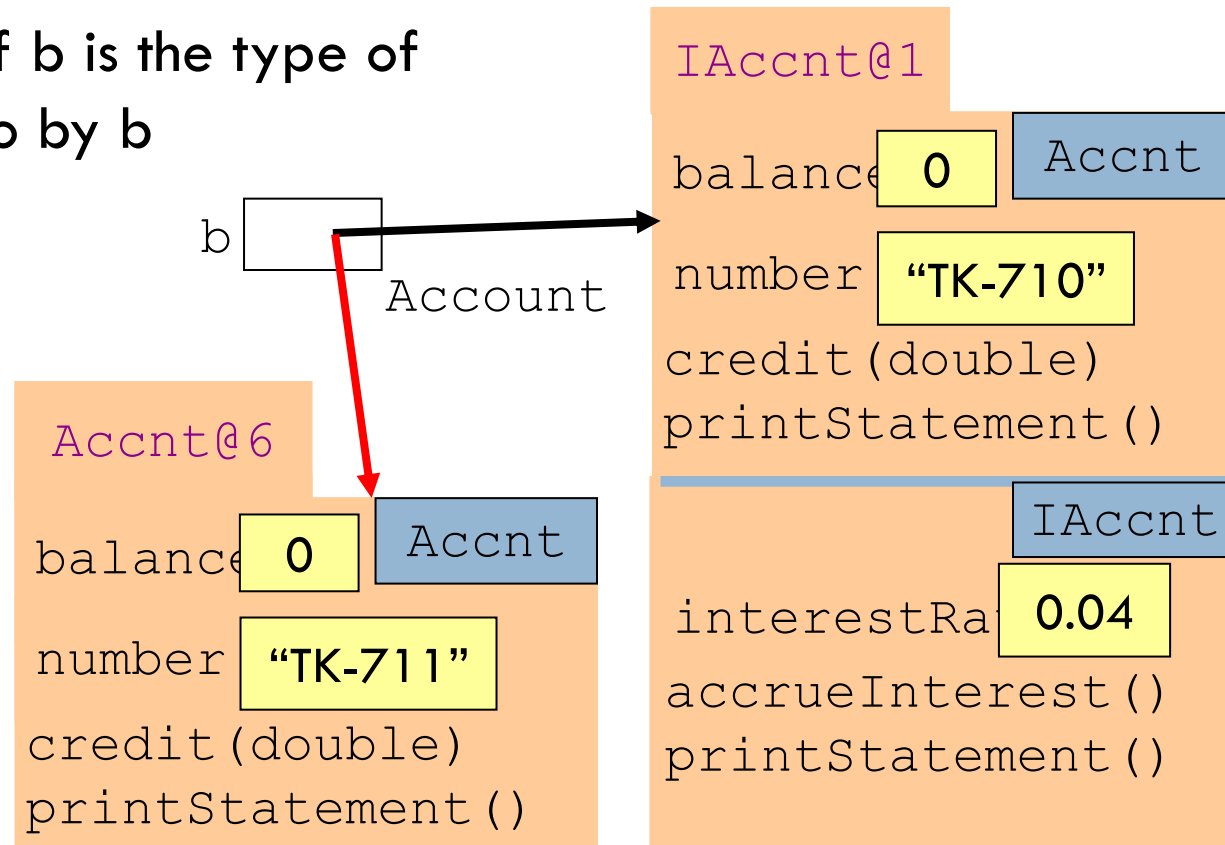 f b is the type of
o by b
b
Account
IAccnt@1
Accnt
balance 0
number "TK-710"
credit(double)
printStatement()
IAccnt
interestRa 0.04
accrueInterest()
printStatement()
Accnt@6
Accnt
balance 0
number "TK-711"
credit(double)
printStatement()